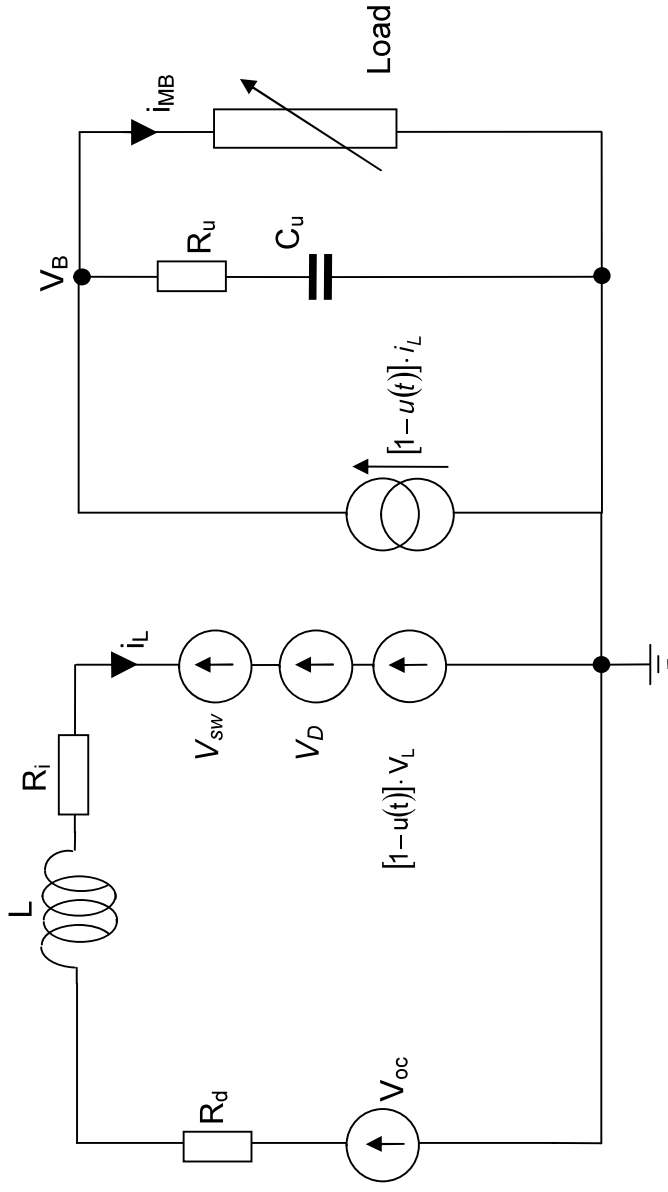 L
R_i
i_L
R_d
V_oc
V_sw
V_D
[1−u(t)]·V_L
[1−u(t)]·i_L
V_B
R_u
C_u
i_MB
Load